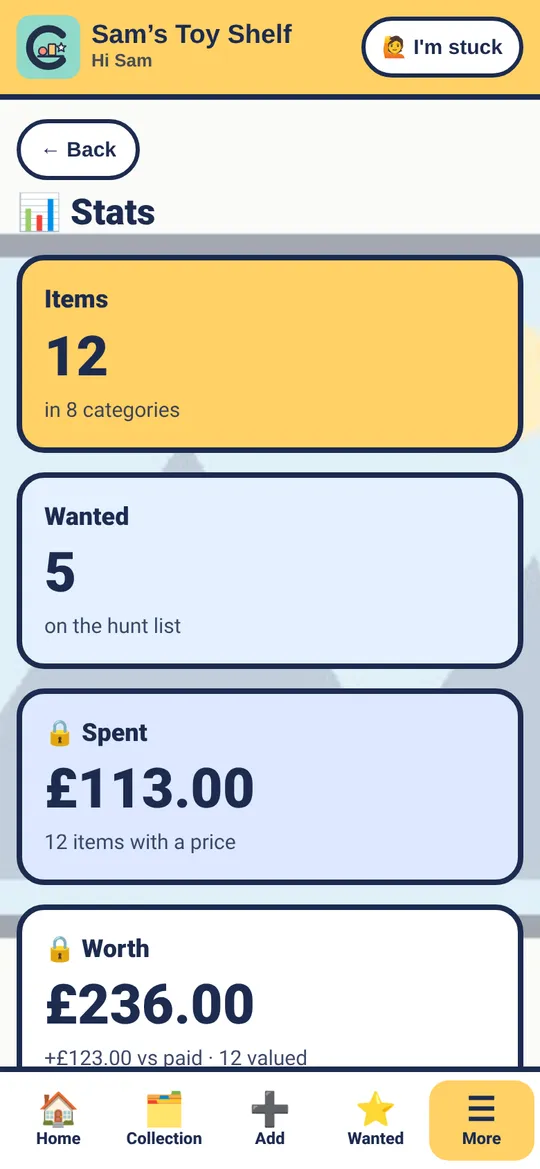 Sam’s Toy Shelf
Hi Sam
🙋 I'm stuck
← Back
📊 Stats
Items
12
in 8 categories
Wanted
5
on the hunt list
🔒 Spent
£113.00
12 items with a price
🔒 Worth
£236.00
+£123.00 vs paid · 12 valued
Home
Collection
Add
Wanted
More